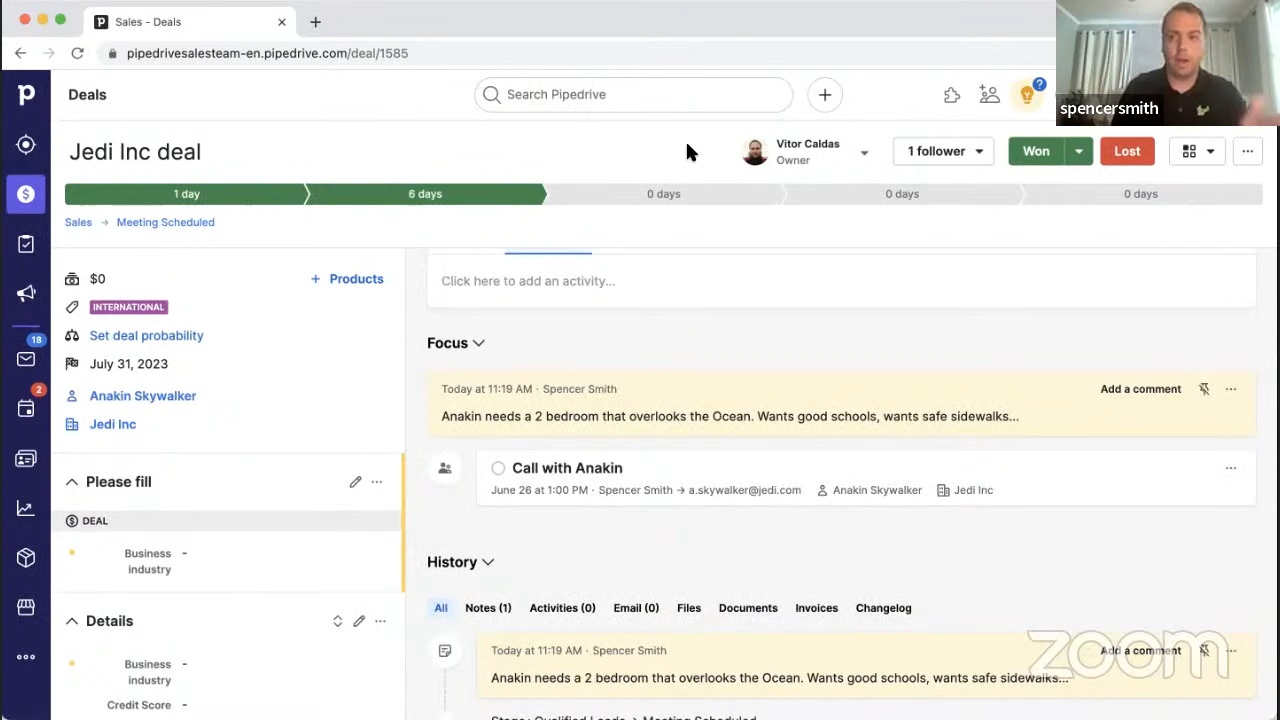 Sales - Deals
pipedrivesalesteam-en.pipedrive.com/deal/1585
spencersmith
p
Deals
Search Pipedrive
?
Jedi Inc deal
Vitor Caldas
Owner
1 follower
Won
Lost
1 day
6 days
0 days
0 days
0 days
Sales → Meeting Scheduled
$0
+ Products
INTERNATIONAL
Set deal probability
July 31, 2023
Anakin Skywalker
Jedi Inc
18
2
Please fill
DEAL
Business
industry
-
Details
Business
industry
-
Credit Score -
Click here to add an activity...
Focus
Today at 11:19 AM · Spencer Smith
Add a comment
Anakin needs a 2 bedroom that overlooks the Ocean. Wants good schools, wants safe sidewalks...
Call with Anakin
June 26 at 1:00 PM · Spencer Smith → a.skywalker@jedi.com Anakin Skywalker Jedi Inc
History
All Notes (1) Activities (0) Email (0) Files Documents Invoices Changelog
Today at 11:19 AM · Spencer Smith
Add a comment
Anakin needs a 2 bedroom that overlooks the Ocean. Wants good schools, wants safe sidewalks...
Stage: Qualified Leads → Meeting Scheduled
zoom